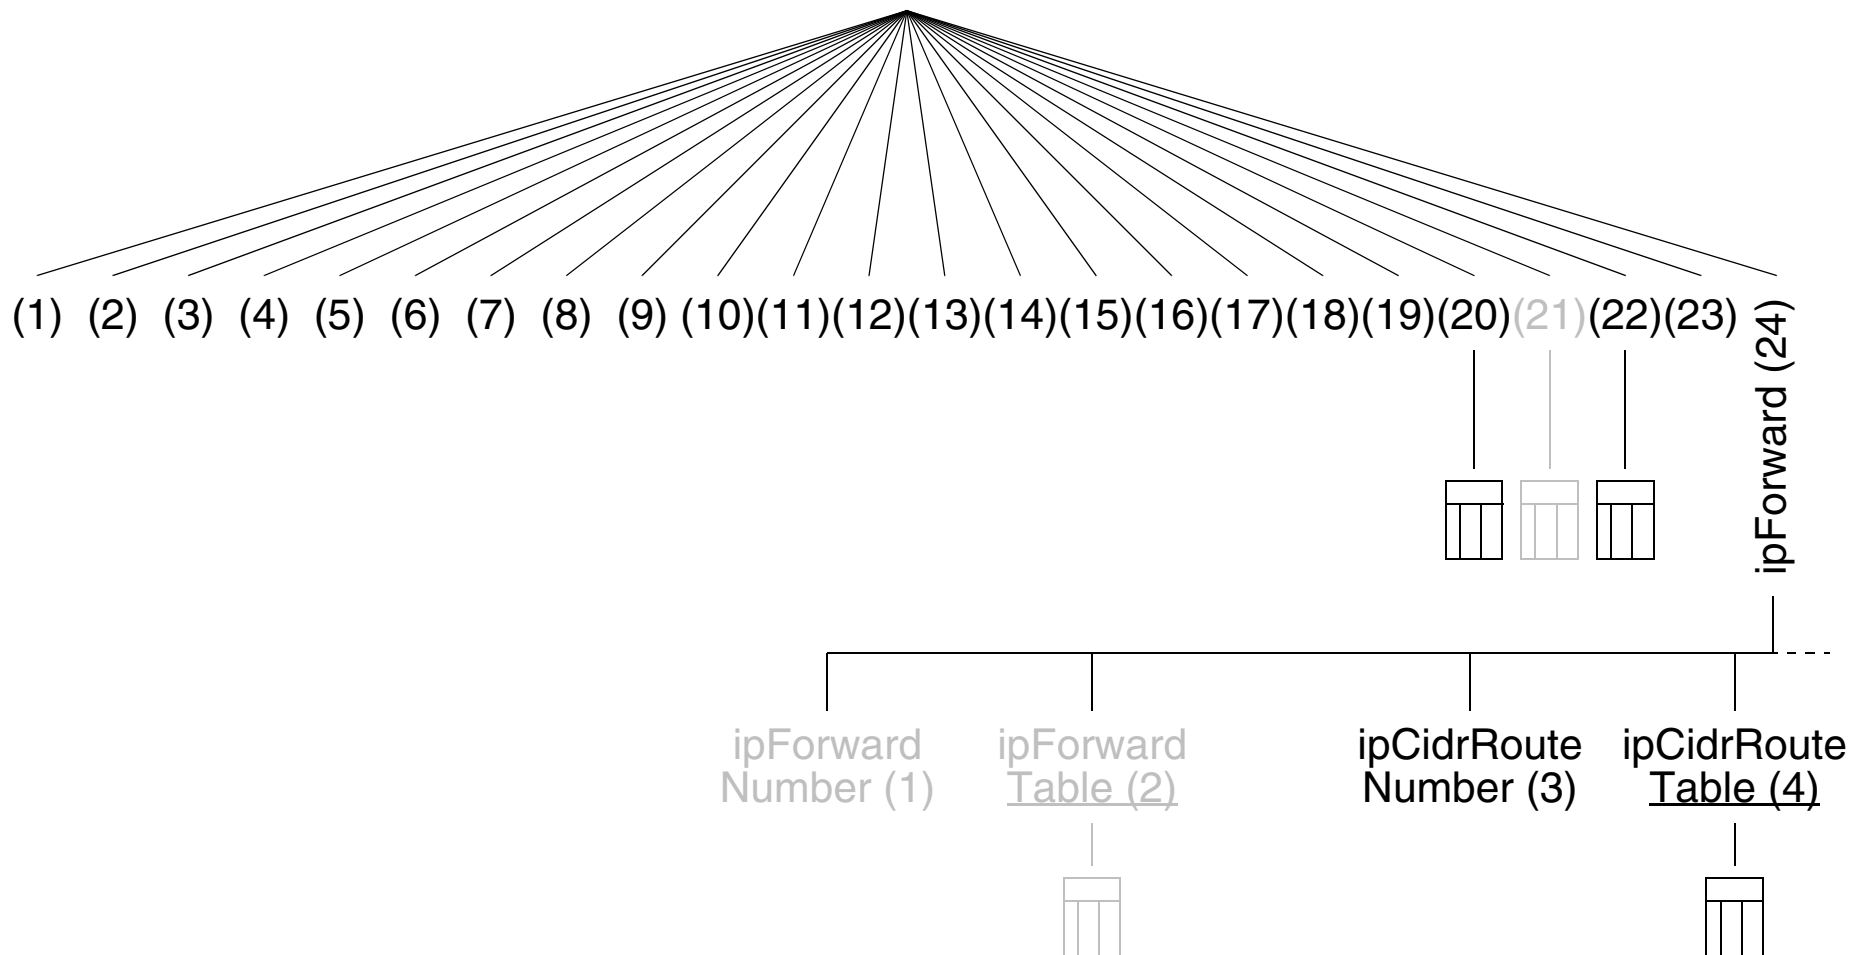 (1) (2) (3) (4) (5) (6) (7) (8) (9) (10)(11)(12)(13)(14)(15)(16)(17)(18)(19)(20)(21)(22)(23)
ipForward (24)
ipForward
Number (1)
ipForward
Table (2)
ipCidrRoute
Number (3)
ipCidrRoute
Table (4)